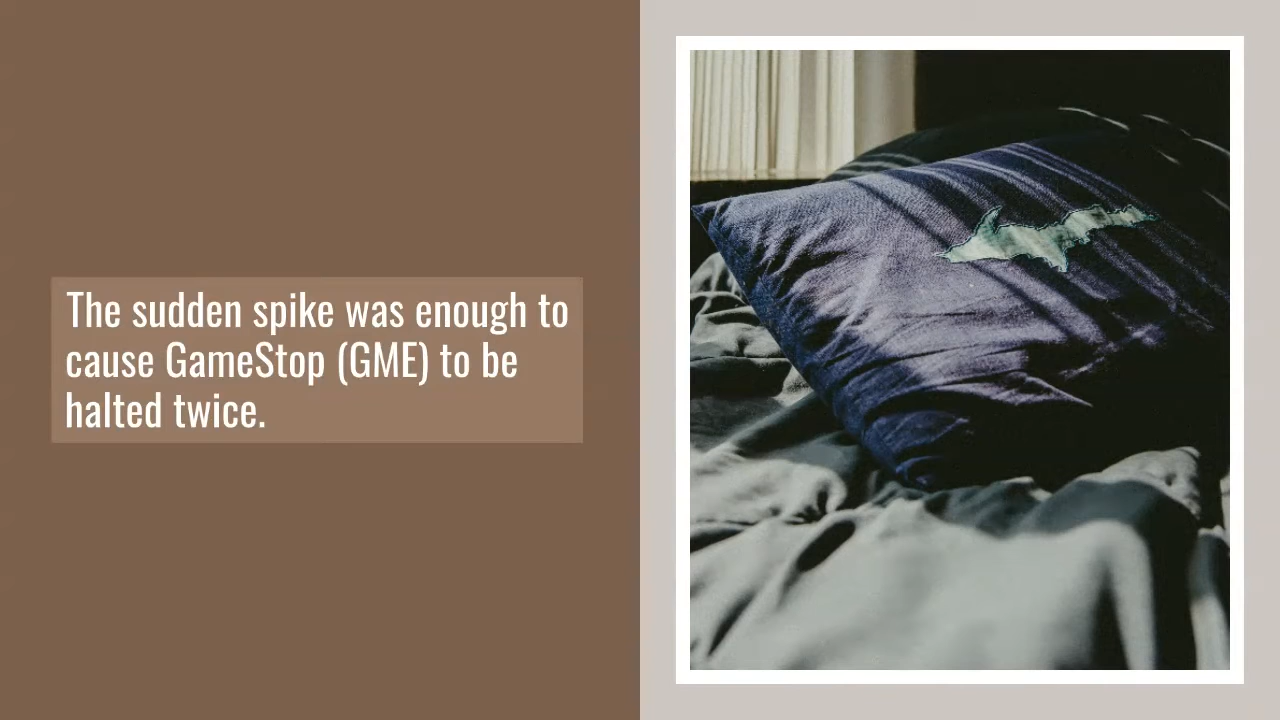 The sudden spike was enough to
cause GameStop (GME) to be
halted twice.